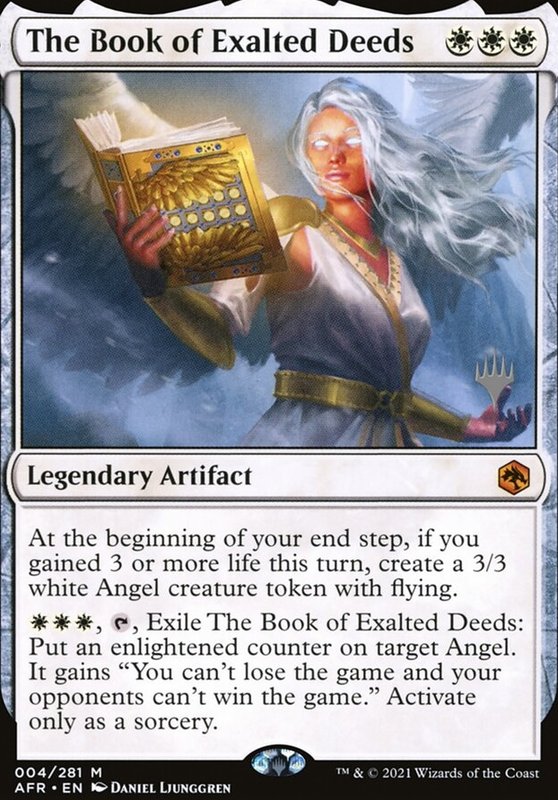 The Book of Exalted Deeds
Legendary Artifact
At the beginning of your end step, if you
gained 3 or more life this turn, create a 3/3
white Angel creature token with flying.
, , Exile The Book of Exalted Deeds:
Put an enlightened counter on target Angel.
It gains “You can’t lose the game and your
opponents can’t win the game.” Activate
only as a sorcery.
004/281 M
AFR • EN Daniel Ljunggren
™ & © 2021 Wizards of the Coast